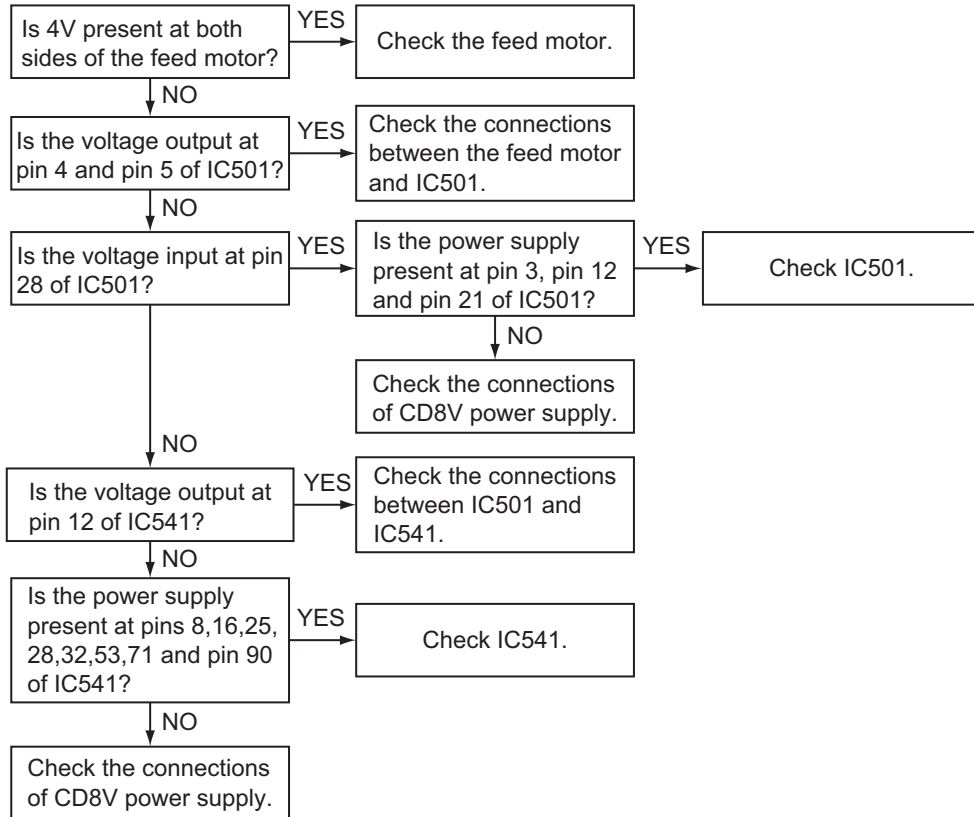 Is 4V present at both
sides of the feed motor?
YES
Check the feed motor.
NO
Is the voltage output at
pin 4 and pin 5 of IC501?
YES
Check the connections
between the feed motor
and IC501.
NO
Is the voltage input at pin
28 of IC501?
YES
Is the power supply
present at pin 3, pin 12
and pin 21 of IC501?
YES
Check IC501.
NO
Check the connections
of CD8V power supply.
NO
Is the voltage output at
pin 12 of IC541?
YES
Check the connections
between IC501 and
IC541.
NO
Is the power supply
present at pins 8,16,25,
28,32,53,71 and pin 90
of IC541?
YES
Check IC541.
NO
Check the connections
of CD8V power supply.